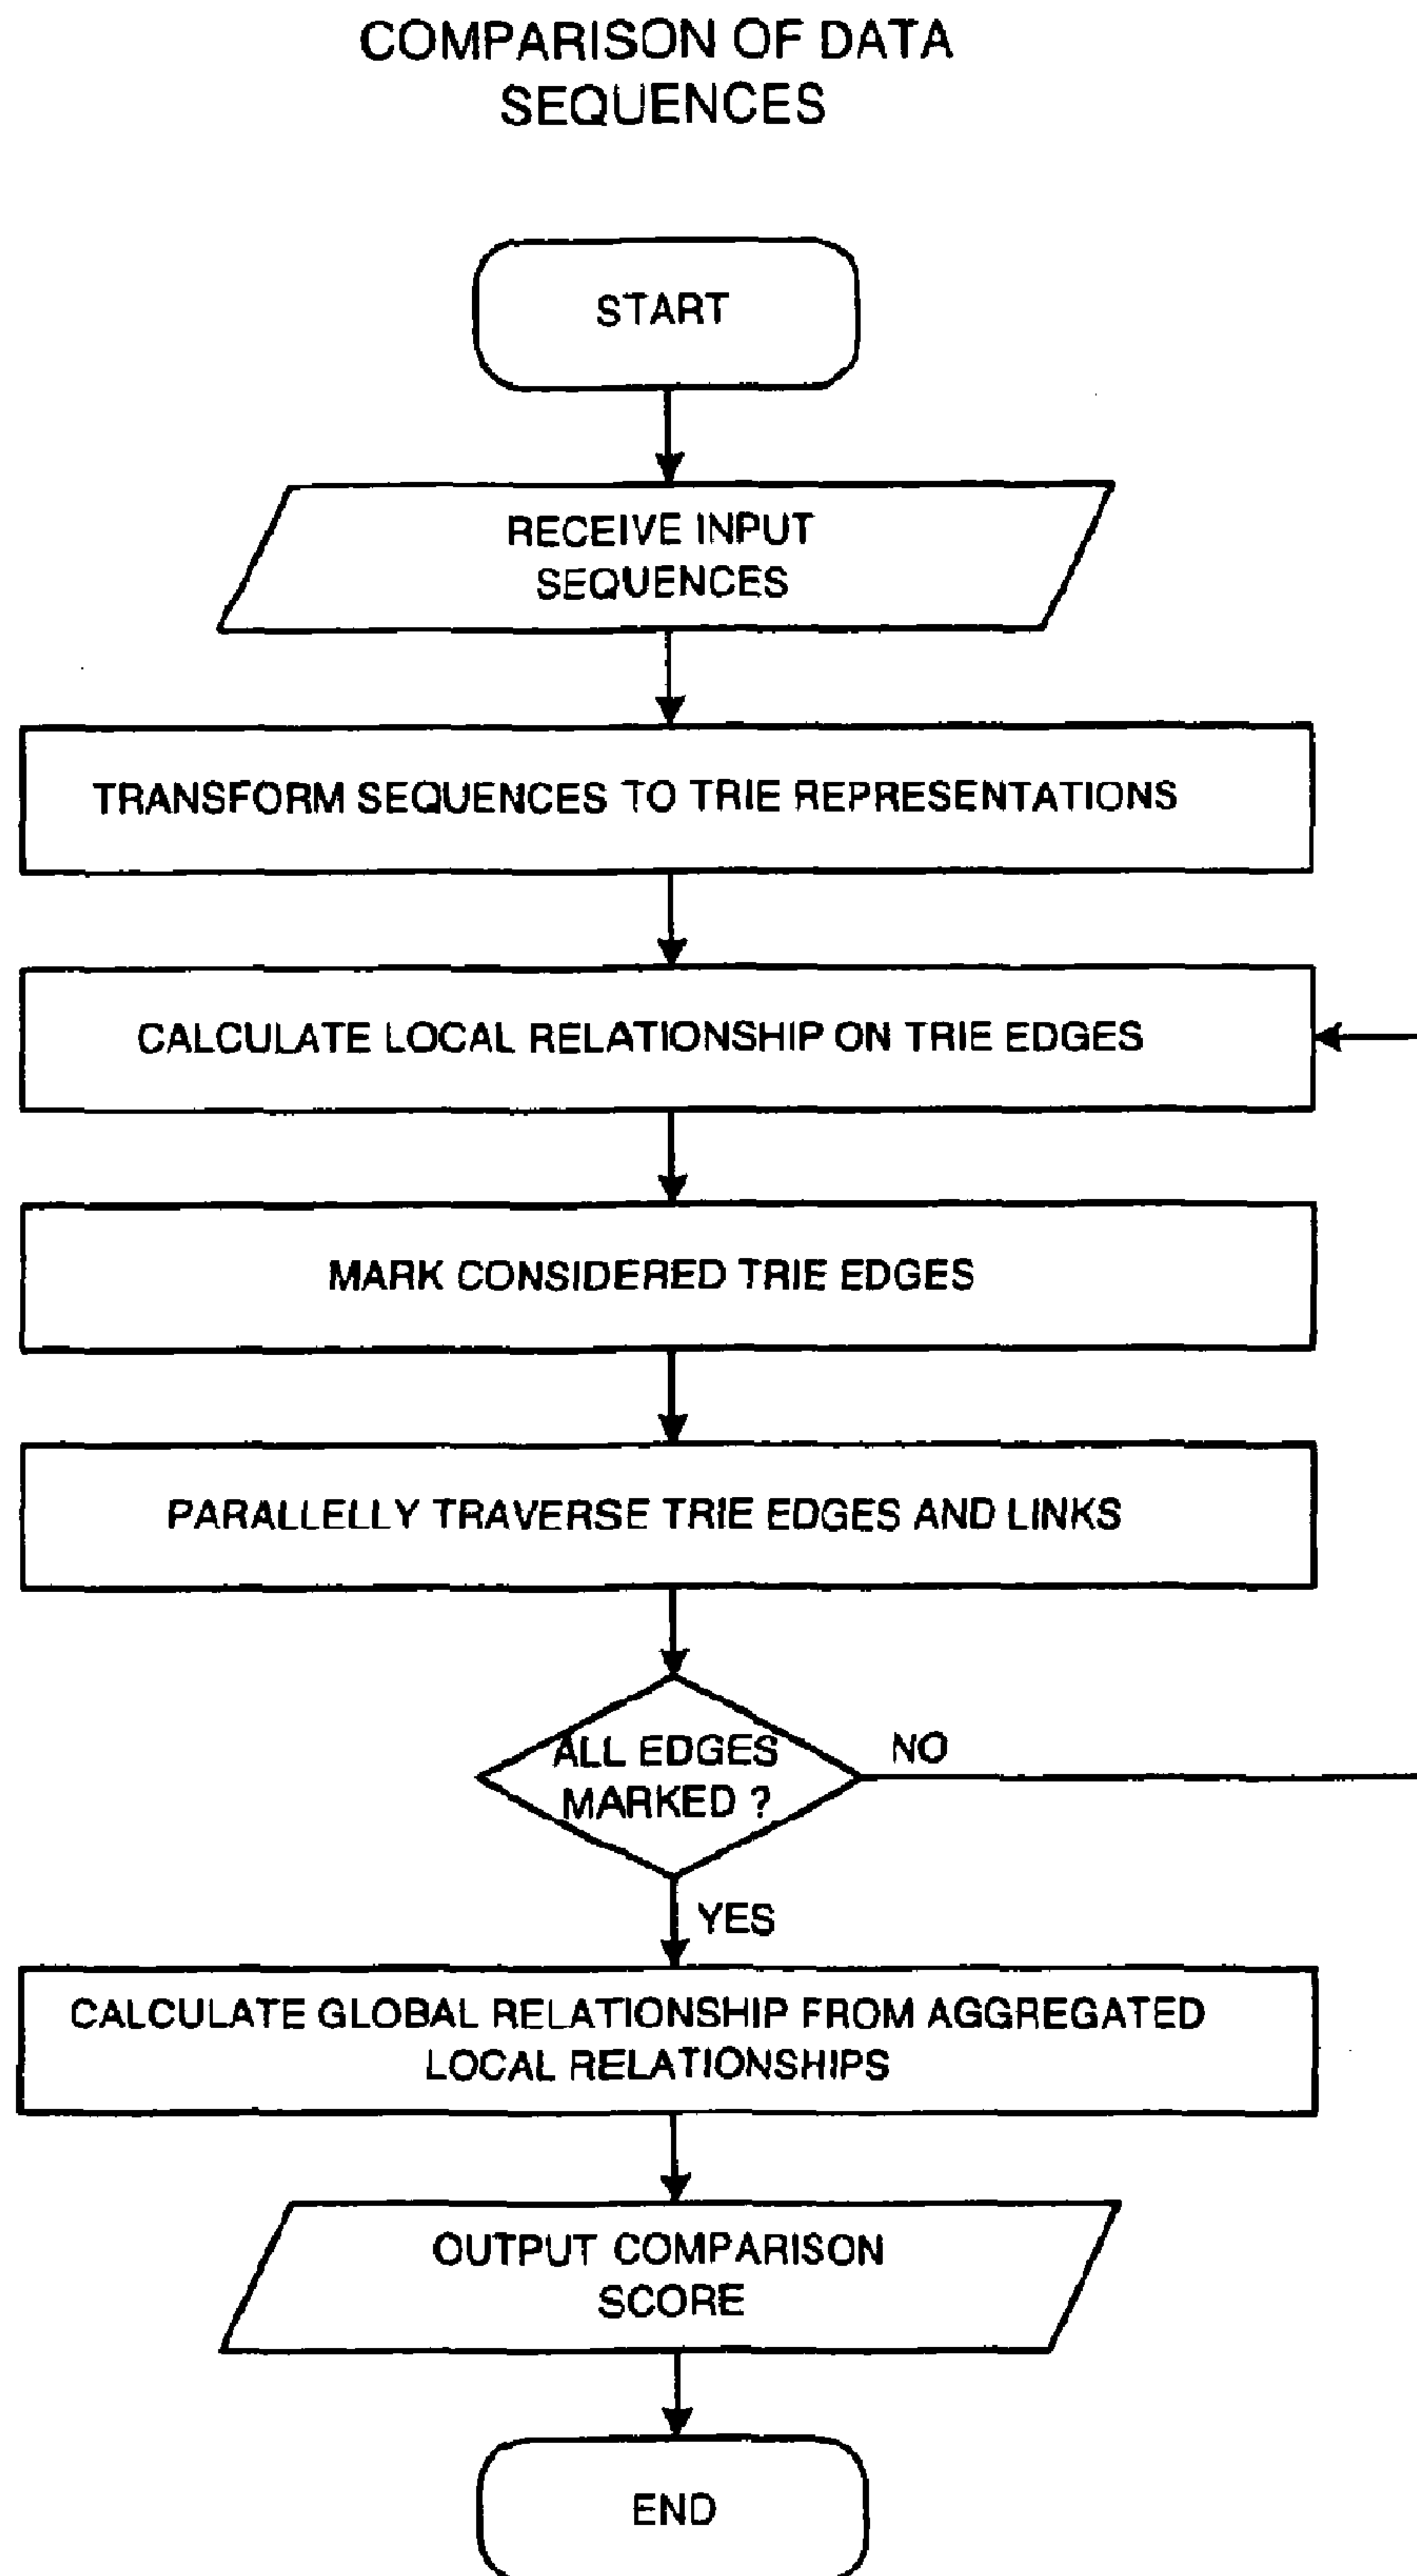 COMPARISON OF DATA
SEQUENCES
START
RECEIVE INPUT
SEQUENCES
TRANSFORM SEQUENCES TO TRIE REPRESENTATIONS
CALCULATE LOCAL RELATIONSHIP ON TRIE EDGES
MARK CONSIDERED TRIE EDGES
PARALLELLY TRAVERSE TRIE EDGES AND LINKS
ALL EDGES
MARKED ?
NO
YES
CALCULATE GLOBAL RELATIONSHIP FROM AGGREGATED
LOCAL RELATIONSHIPS
OUTPUT COMPARISON
SCORE
END